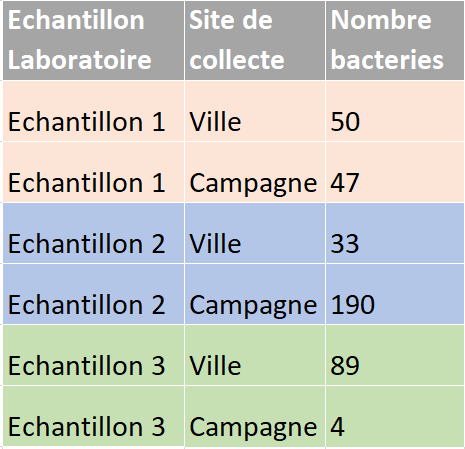 Echantillon Laboratoire Site de collecte Nombre bacteries
Echantillon 1 Ville 50
Echantillon 1 Campagne 47
Echantillon 2 Ville 33
Echantillon 2 Campagne 190
Echantillon 3 Ville 89
Echantillon 3 Campagne 4